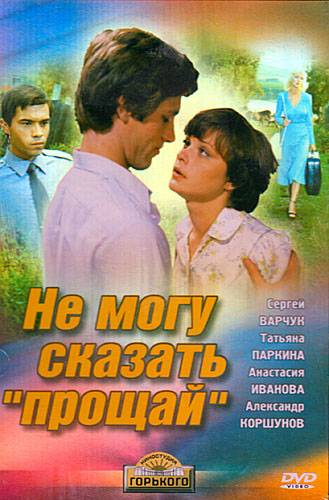 Не могу
сказать
"прощай"
Сергей
ВАРЧУК
Татьяна
ПАРКИНА
Анастасия
ИВАНОВА
Александр
КОРШУНОВ
КИНОСТУДИЯ
ГОРЬКОГО
DVD
VIDEO